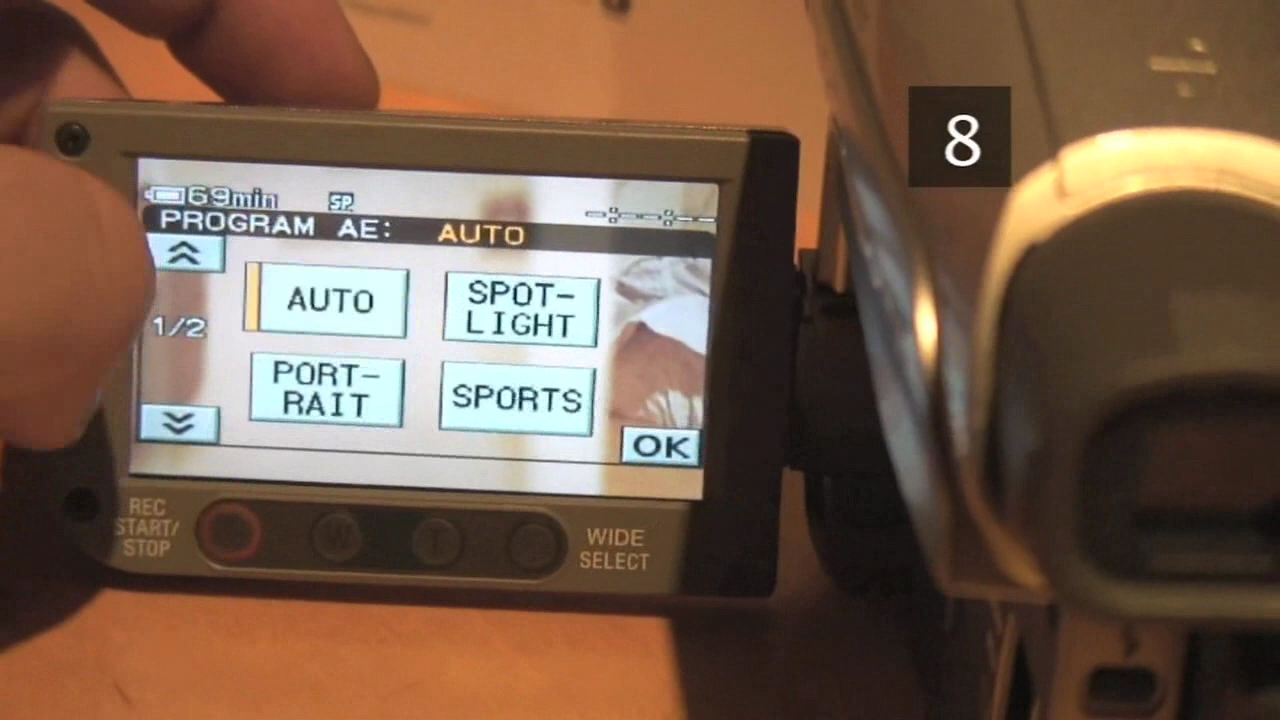 8
69min SP
PROGRAM AE: AUTO
1/2
AUTO
SPOT-
LIGHT
PORT-
RAIT
SPORTS
OK
REC
START/
STOP
W
T
WIDE
SELECT